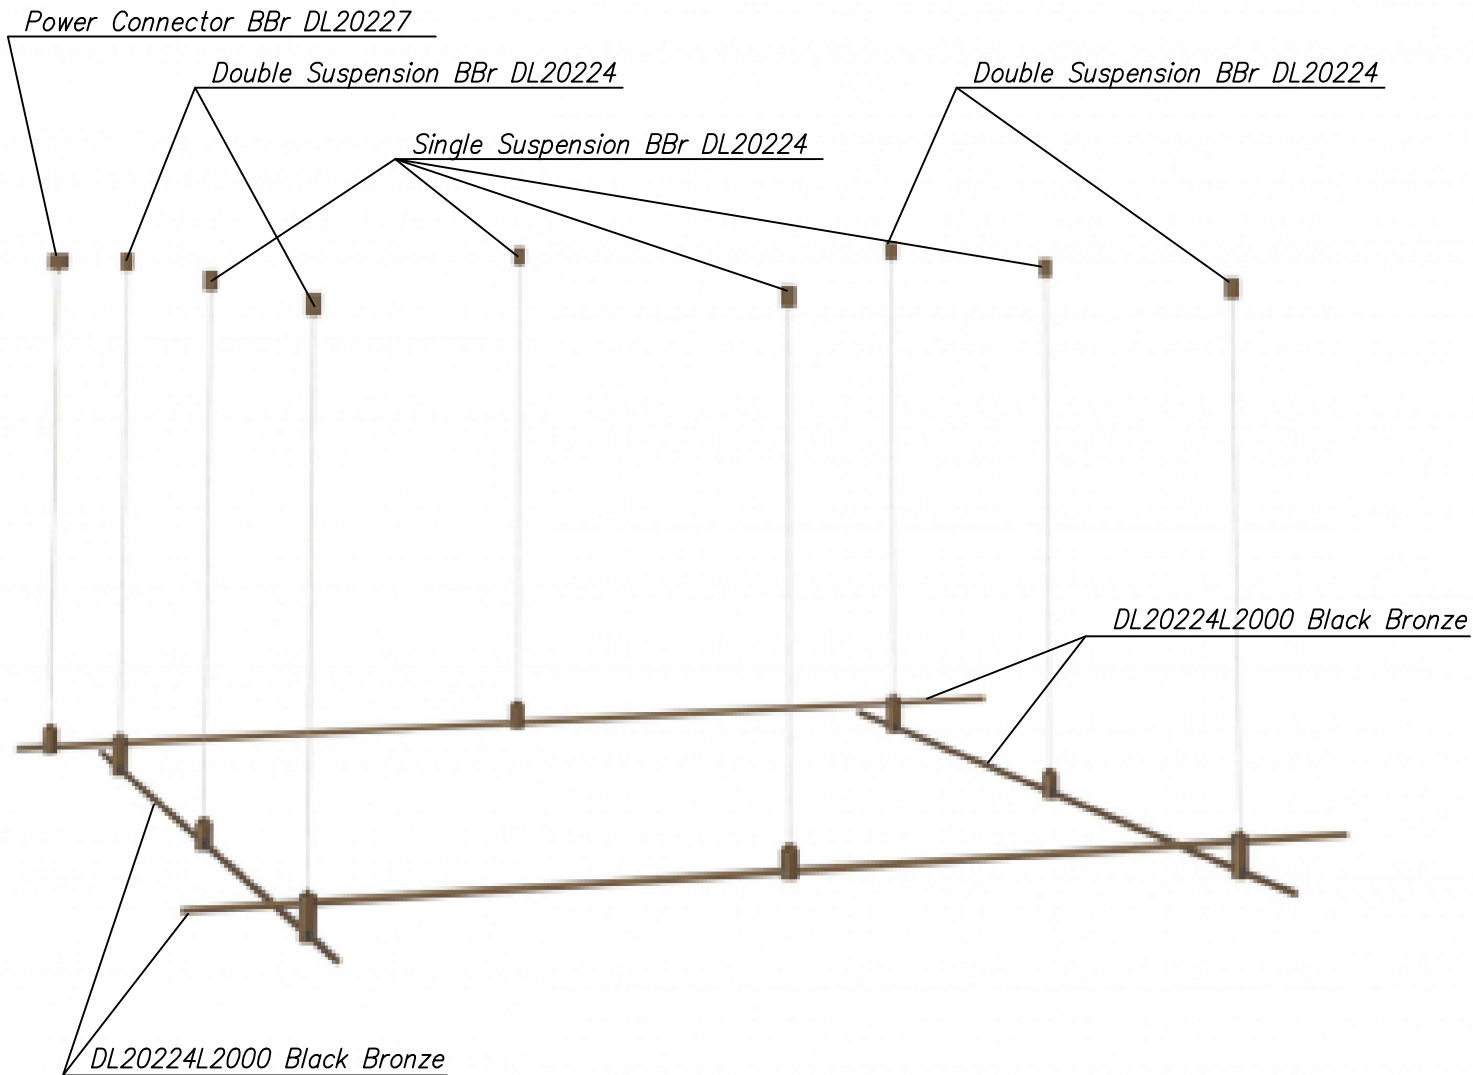 Power Connector BBr DL20227
Double Suspension BBr DL20224
Double Suspension BBr DL20224
Single Suspension BBr DL20224
DL20224L2000 Black Bronze
DL20224L2000 Black Bronze